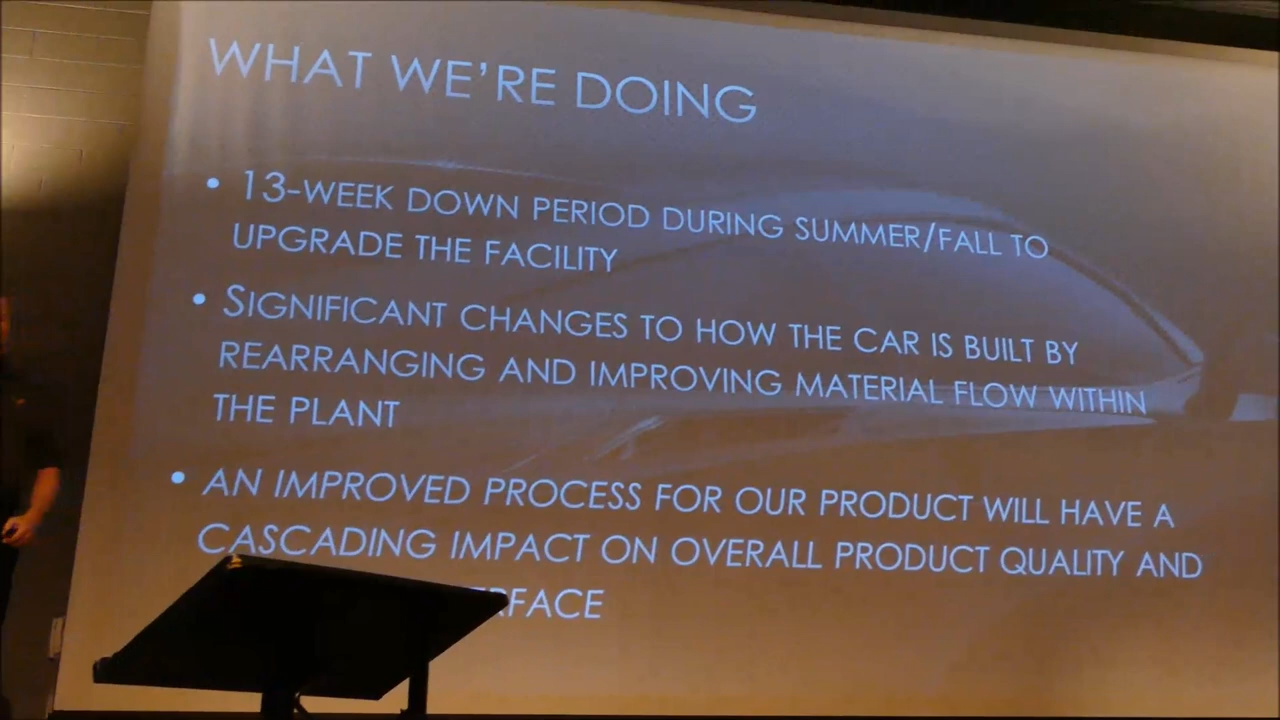 WHAT WE'RE DOING
• 13-WEEK DOWN PERIOD DURING SUMMER/FALL TO
UPGRADE THE FACILITY
• SIGNIFICANT CHANGES TO HOW THE CAR IS BUILT BY
REARRANGING AND IMPROVING MATERIAL FLOW WITHIN
THE PLANT
• AN IMPROVED PROCESS FOR OUR PRODUCT WILL HAVE A
CASCADING IMPACT ON OVERALL PRODUCT QUALITY AND